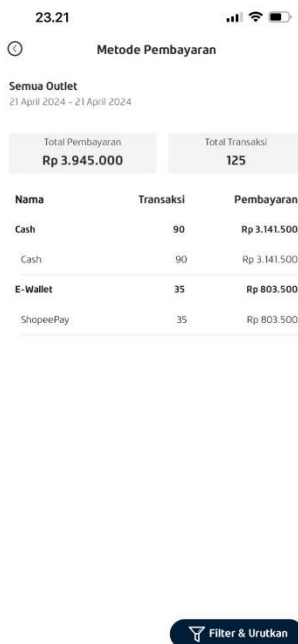 23.21
Metode Pembayaran
Semua Outlet
21 April 2024 - 21 April 2024
Total Pembayaran Total Transaksi
Rp 3.945.000 125
Nama Transaksi Pembayaran
Cash 90 Rp 3.141.500
Cash 90 Rp 3.141.500
E-Wallet 35 Rp 803.500
ShopeePay 35 Rp 803.500
Filter & Urutkan